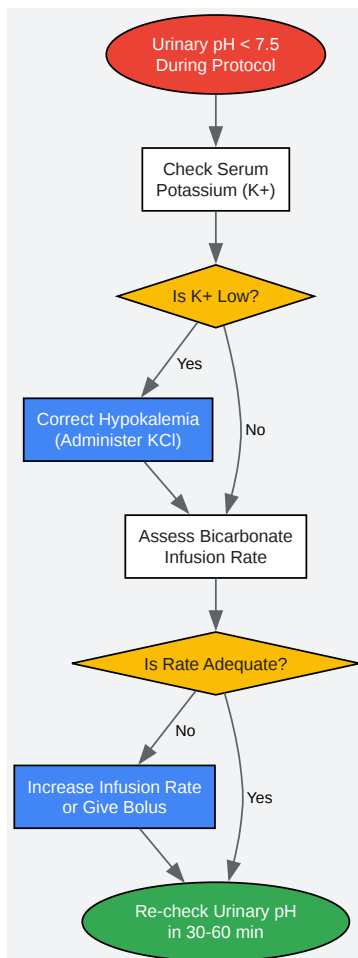 Urinary pH < 7.5
During Protocol
Check Serum
Potassium (K+)
Is K+ Low?
Yes
Correct Hypokalemia
(Administer KCl)
No
Assess Bicarbonate
Infusion Rate
Is Rate Adequate?
No
Increase Infusion Rate
or Give Bolus
Yes
Re-check Urinary pH
in 30-60 min